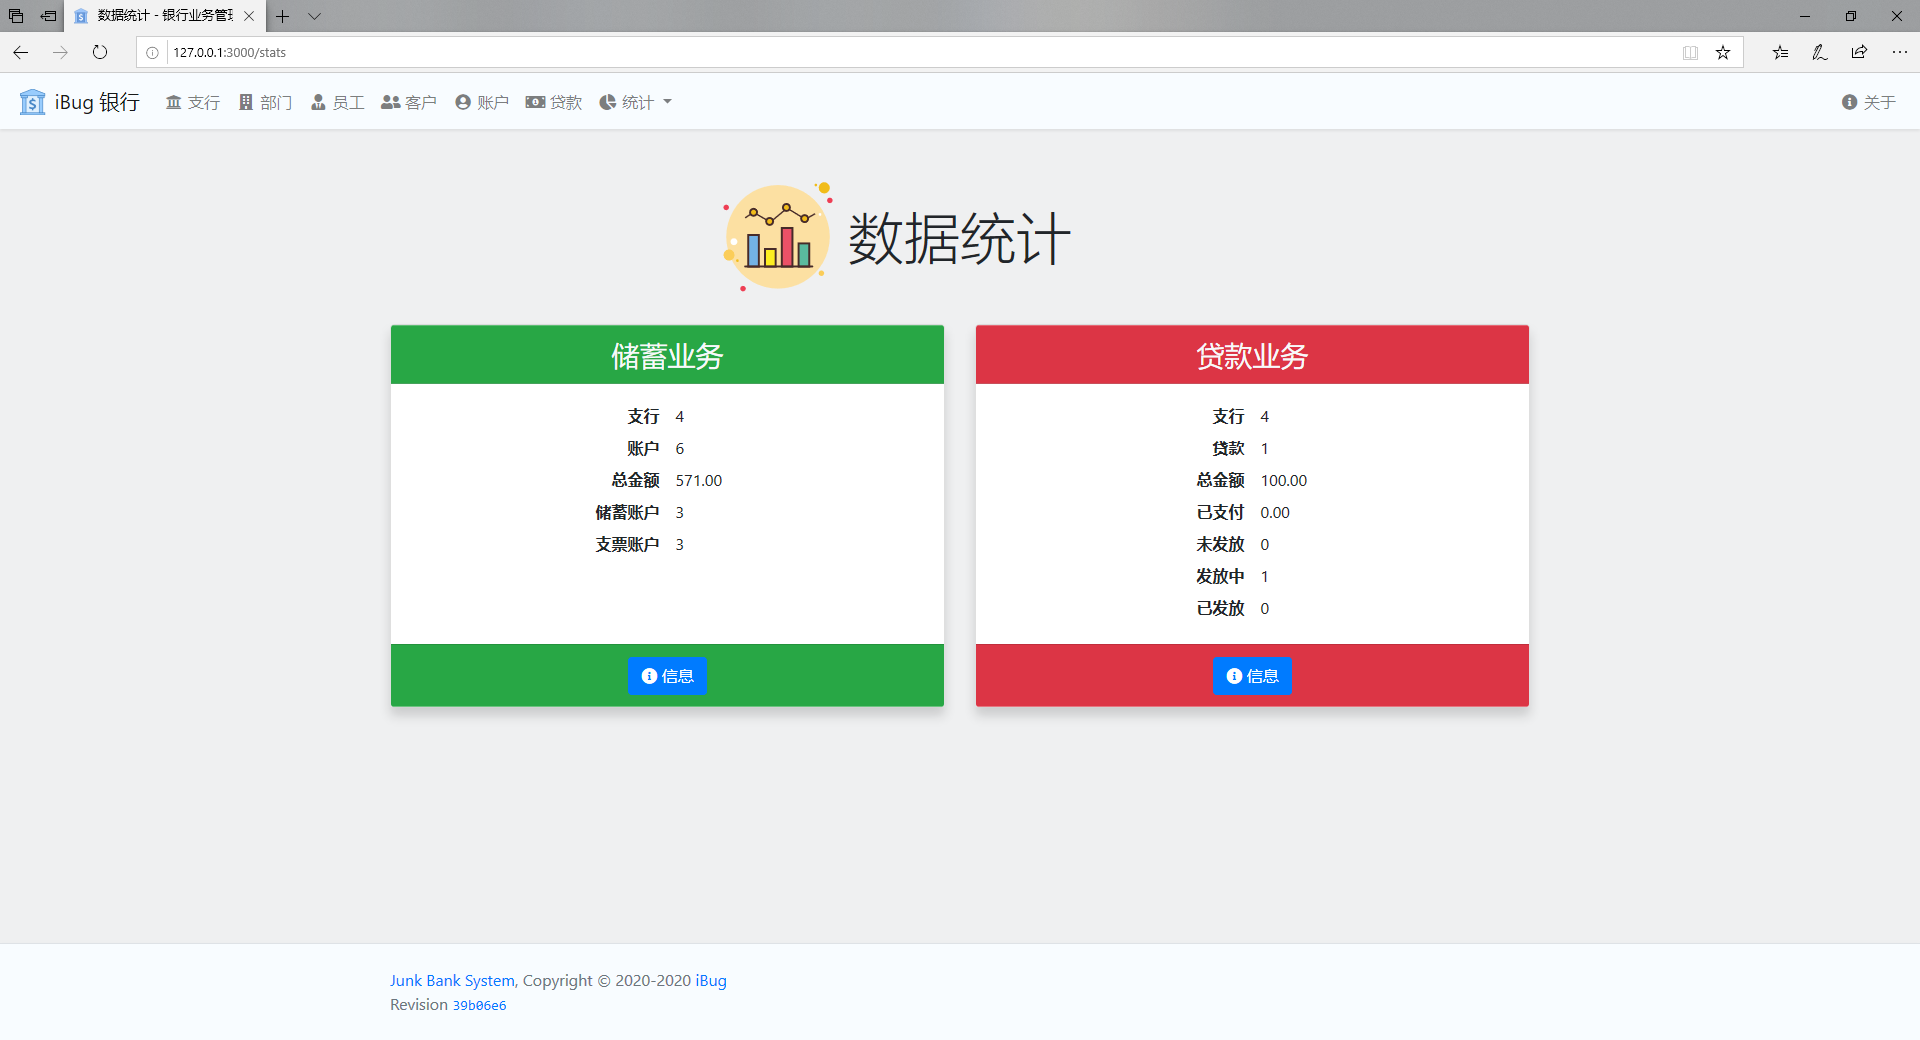 数据统计 - 银行业务管理
127.0.0.1:3000/stats
iBug 银行 支行 部门 员工 客户 账户 贷款 统计 关于
数据统计
储蓄业务
支行 4
账户 6
总金额 571.00
储蓄账户 3
支票账户 3
信息
贷款业务
支行 4
贷款 1
总金额 100.00
已支付 0.00
未发放 0
发放中 1
已发放 0
信息
Junk Bank System, Copyright © 2020-2020 iBug
Revision 39b06e6